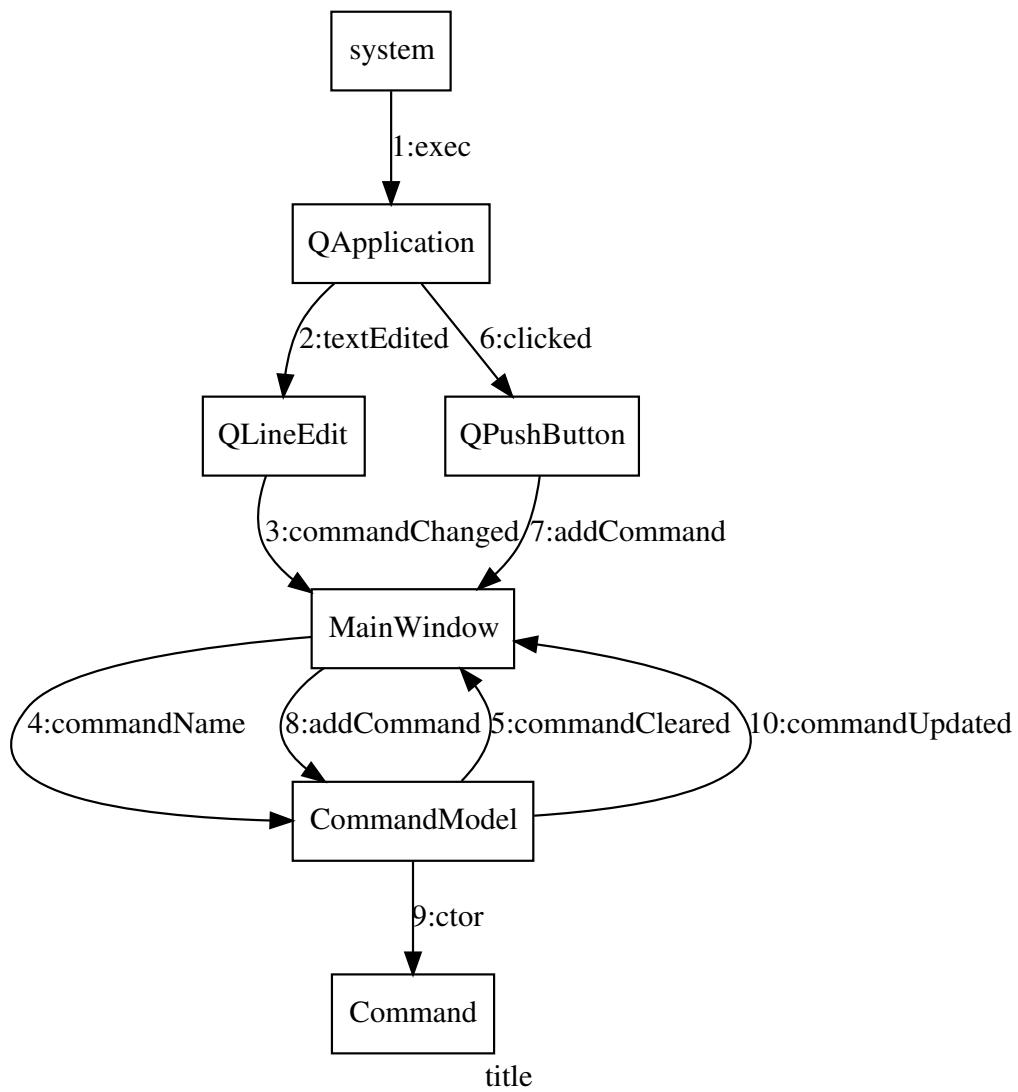 system
1:exec
QApplication
2:textEdited
6:clicked
QLineEdit
QPushButton
3:commandChanged
7:addCommand
MainWindow
4:commandName
8:addCommand
5:commandCleared
10:commandUpdated
CommandModel
9:ctor
Command
title